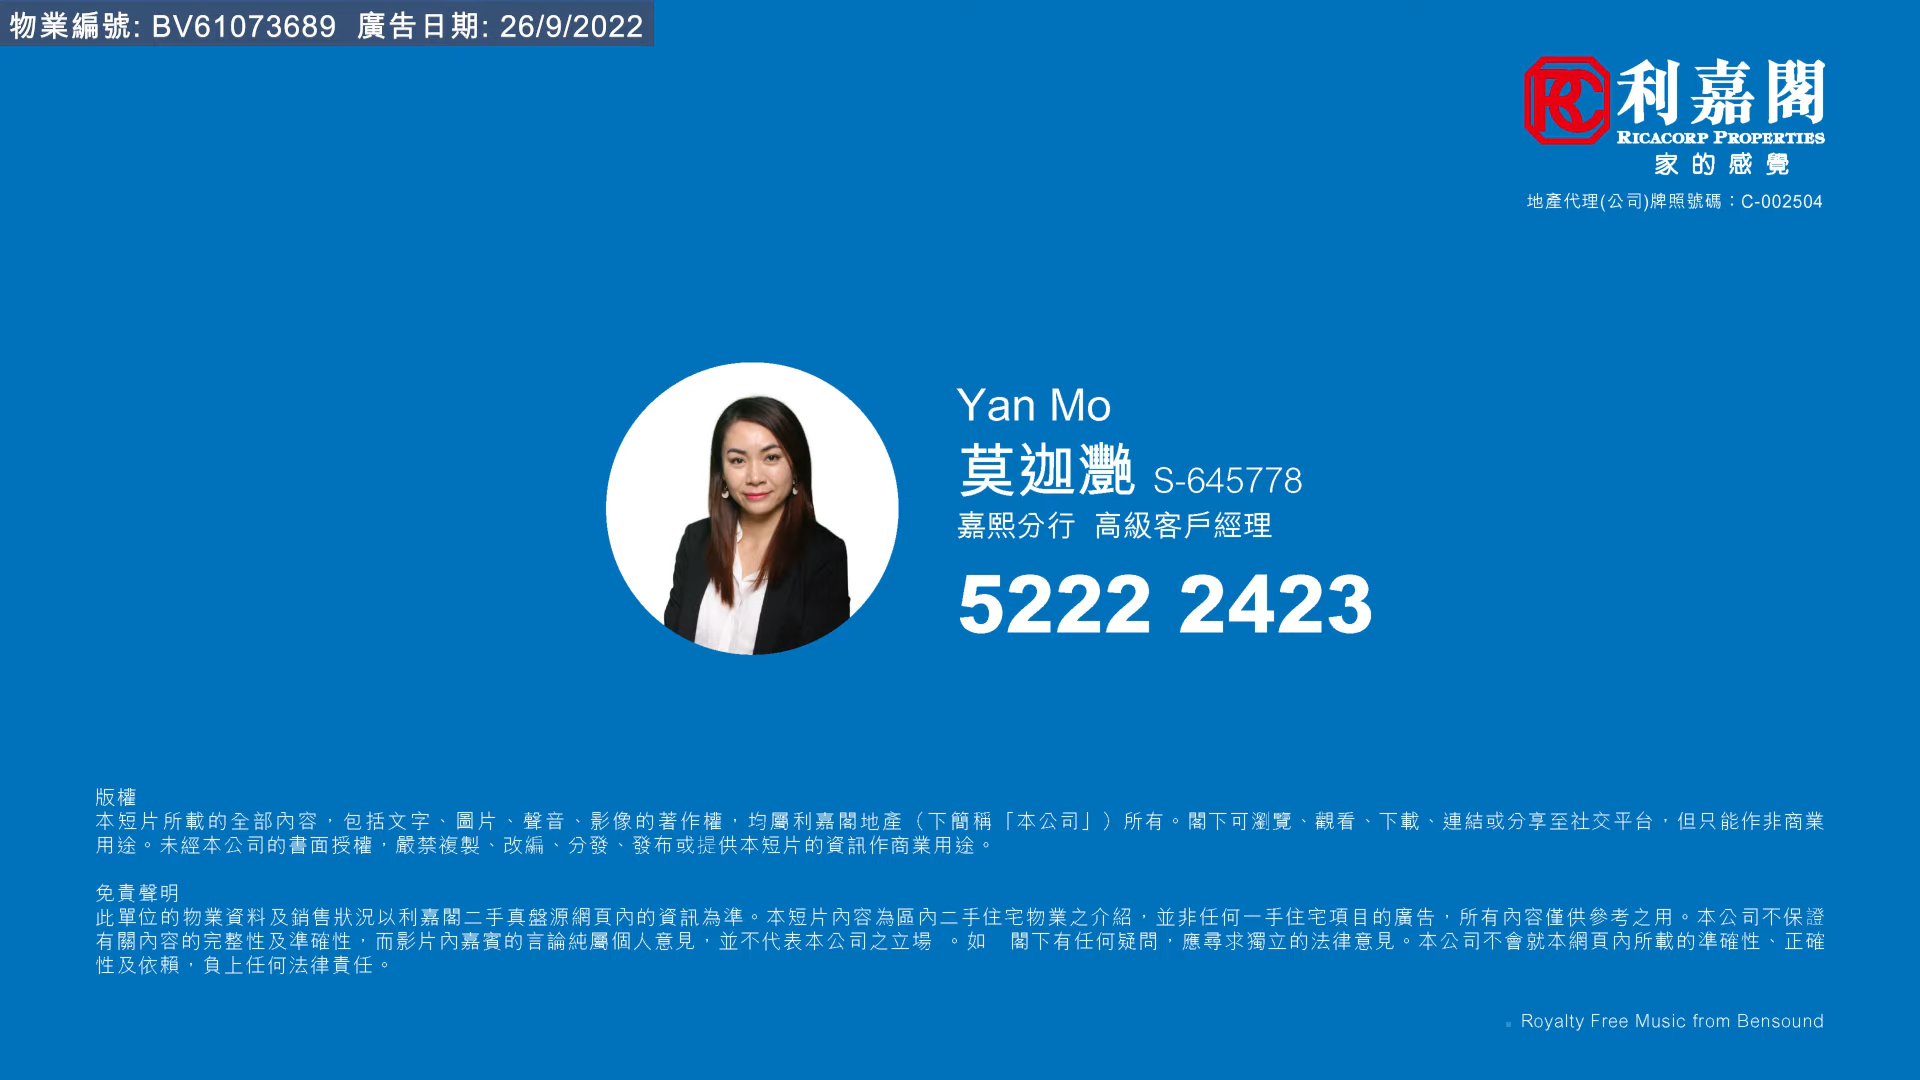 物業編號: BV61073689 廣告日期: 26/9/2022
RC 利嘉閣
RICACORP PROPERTIES
家的感覺
地產代理(公司)牌照號碼：C-002504
Yan Mo
莫迦灧 S-645778
嘉熙分行 高級客戶經理
5222 2423
版權
本短片所載的全部內容，包括文字、圖片、聲音、影像的著作權，均屬利嘉閣地產（下簡稱「本公司」）所有。閣下可瀏覽、觀看、下載、連結或分享至社交平台，但只能作非商業
用途。未經本公司的書面授權，嚴禁複製、改編、分發、發布或提供本短片的資訊作商業用途。
免責聲明
此單位的物業資料及銷售狀況以利嘉閣二手真盤源網頁內的資訊為準。本短片內容為區內二手住宅物業之介紹，並非任何一手住宅項目的廣告，所有內容僅供參考之用。本公司不保證
有關內容的完整性及準確性，而影片內嘉賓的言論純屬個人意見，並不代表本公司之立場 。如 閣下有任何疑問，應尋求獨立的法律意見。本公司不會就本網頁內所載的準確性、正確
性及依賴，負上任何法律責任。
Royalty Free Music from Bensound